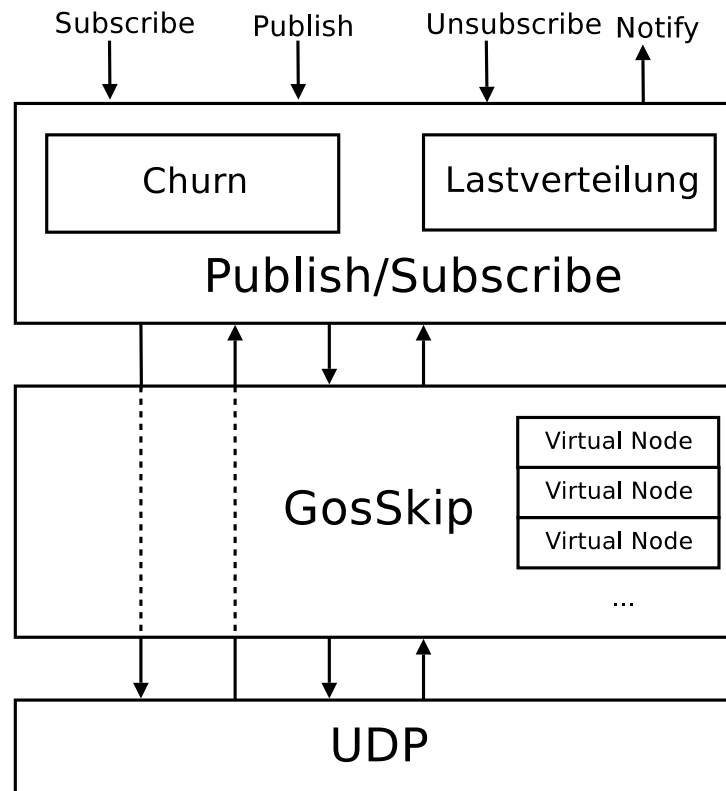 Subscribe
Publish
Unsubscribe
Notify
Churn
Lastverteilung
Publish/Subscribe
Virtual Node
Virtual Node
GosSkip
Virtual Node
...
UDP